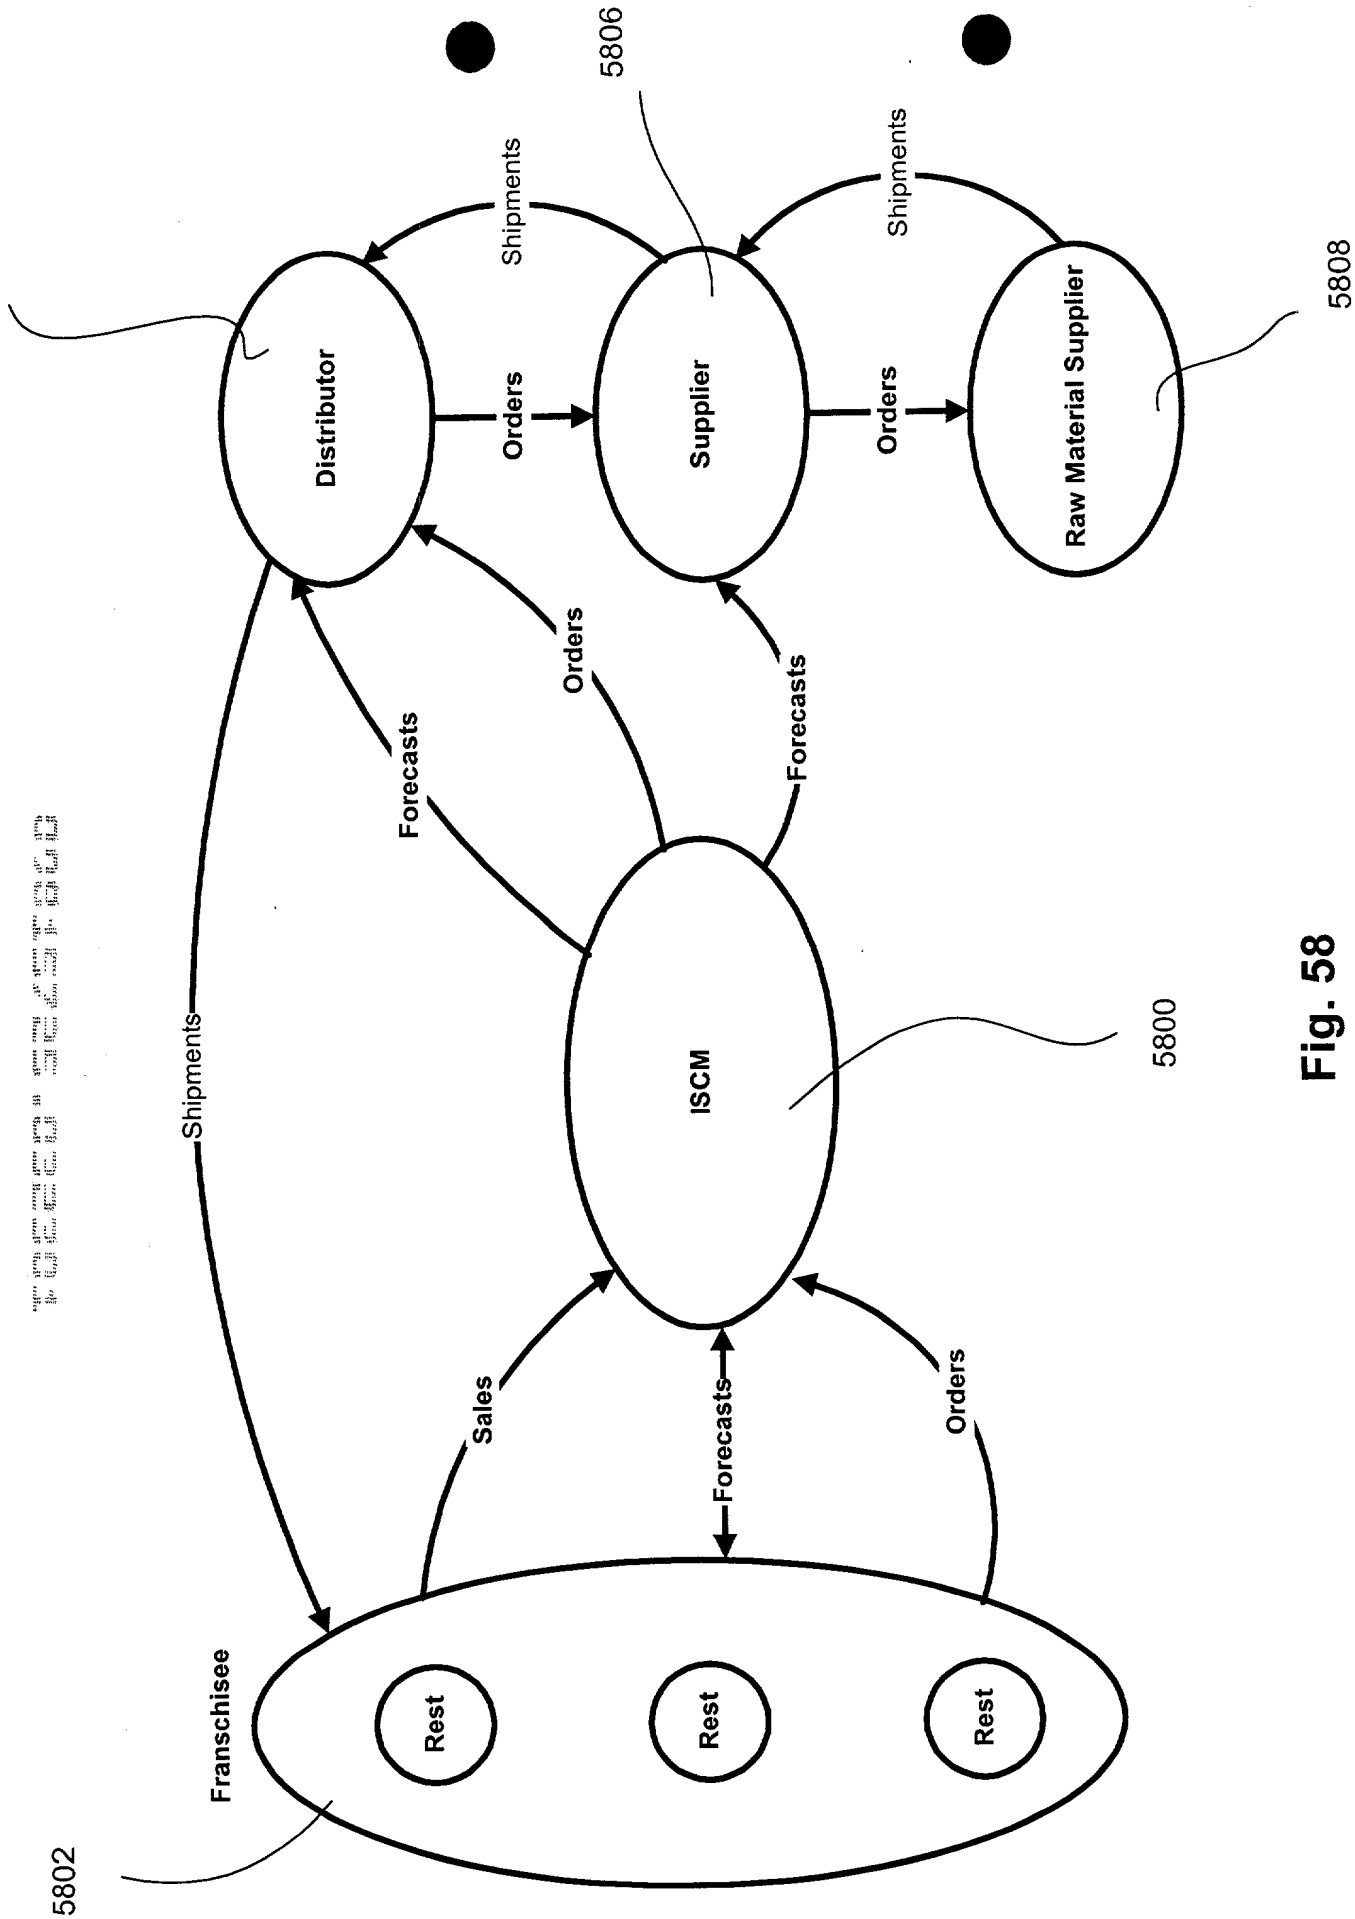 5802
Franschisee
Rest
Rest
Rest
Shipments
Sales
Forecasts
Orders
ISCM
5800
Forecasts
Orders
Forecasts
Distributor
Orders
Shipments
Supplier
5806
Orders
Shipments
Raw Material Supplier
5808
Fig. 58